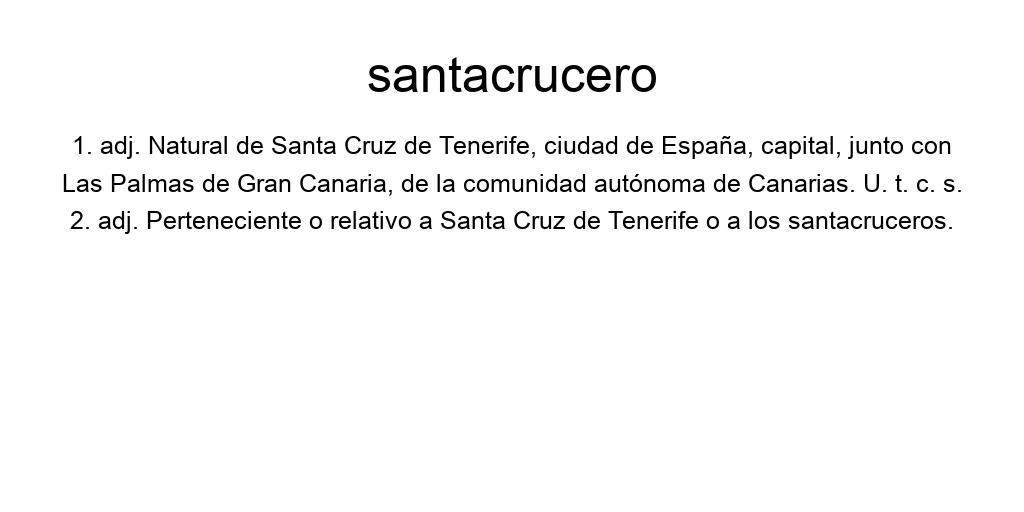 santacrucero
1. adj. Natural de Santa Cruz de Tenerife, ciudad de España, capital, junto con
Las Palmas de Gran Canaria, de la comunidad autónoma de Canarias. U. t. c. s.
2. adj. Perteneciente o relativo a Santa Cruz de Tenerife o a los santacruceros.